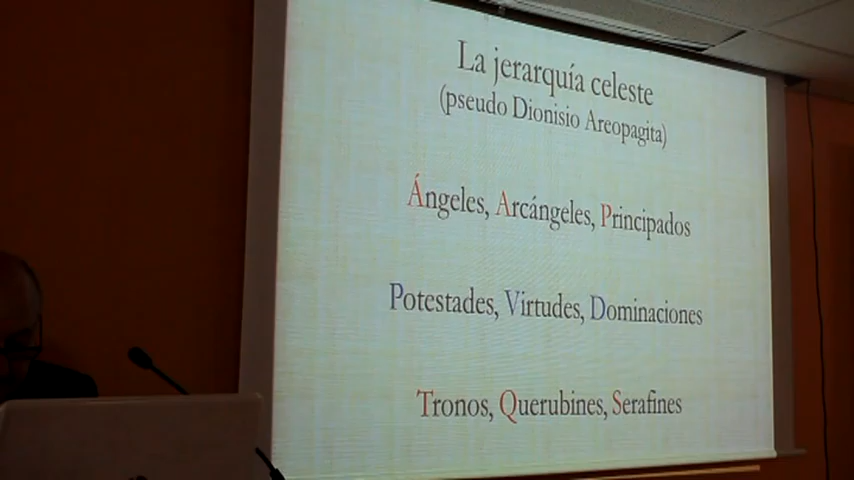 La jerarquía celeste
(pseudo Dionisio Areopagita)
Ángeles, Arcángeles, Principados
Potestades, Virtudes, Dominaciones
Tronos, Querubines, Serafines